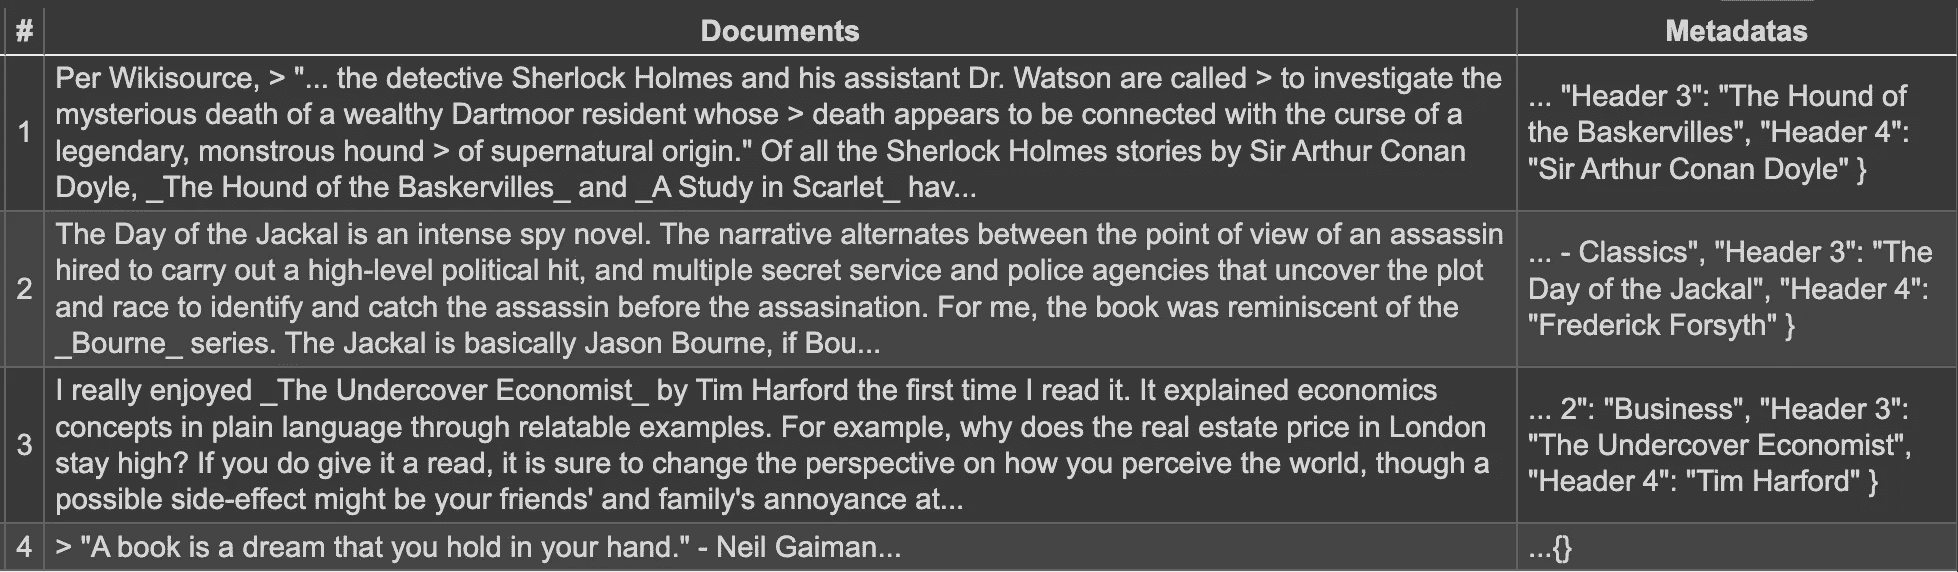 # Documents Metadatas
1
Per Wikisource, > "... the detective Sherlock Holmes and his assistant Dr. Watson are called > to investigate the
mysterious death of a wealthy Dartmoor resident whose > death appears to be connected with the curse of a
legendary, monstrous hound > of supernatural origin." Of all the Sherlock Holmes stories by Sir Arthur Conan
Doyle, _The Hound of the Baskervilles_ and _A Study in Scarlet_ hav...
... "Header 3": "The Hound of
the Baskervilles", "Header 4":
"Sir Arthur Conan Doyle" }
2
The Day of the Jackal is an intense spy novel. The narrative alternates between the point of view of an assassin
hired to carry out a high-level political hit, and multiple secret service and police agencies that uncover the plot
and race to identify and catch the assassin before the assasination. For me, the book was reminiscent of the
_Bourne_ series. The Jackal is basically Jason Bourne, if Bou...
... - Classics", "Header 3": "The
Day of the Jackal", "Header 4":
"Frederick Forsyth" }
3
I really enjoyed _The Undercover Economist_ by Tim Harford the first time I read it. It explained economics
concepts in plain language through relatable examples. For example, why does the real estate price in London
stay high? If you do give it a read, it is sure to change the perspective on how you perceive the world, though a
possible side-effect might be your friends' and family's annoyance at...
... 2": "Business", "Header 3":
"The Undercover Economist",
"Header 4": "Tim Harford" }
4
> "A book is a dream that you hold in your hand." - Neil Gaiman...
...{}